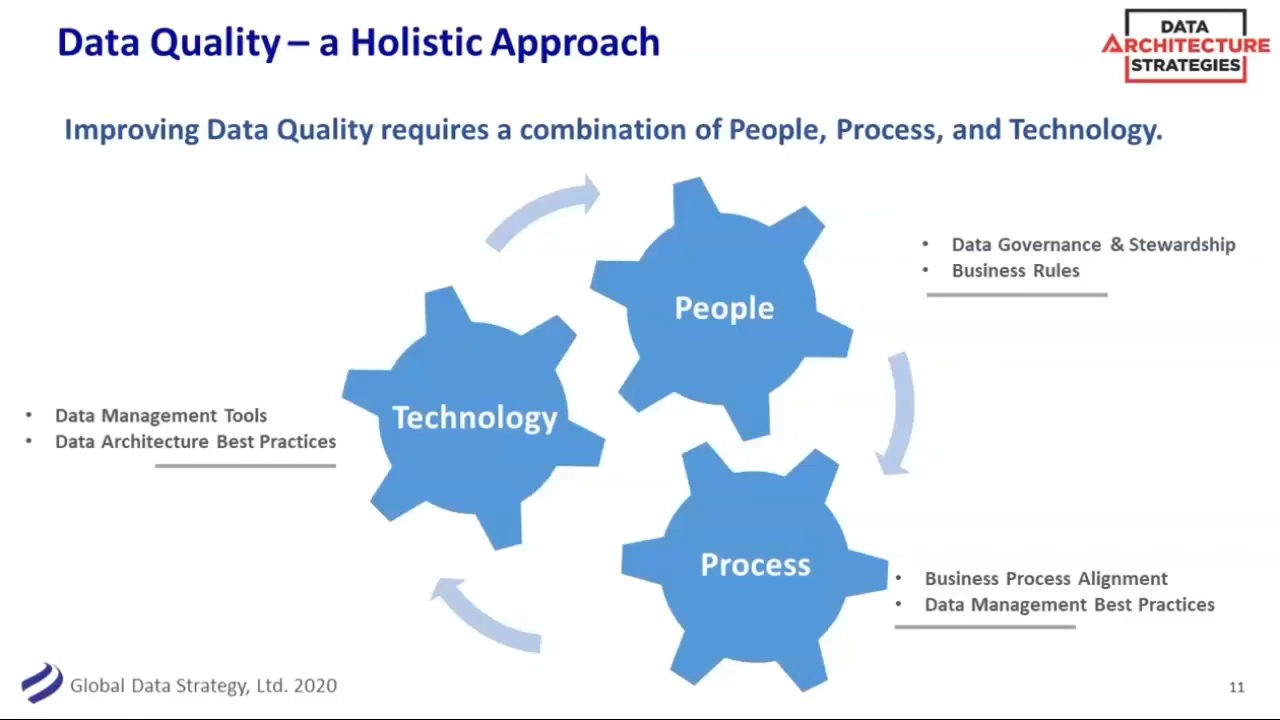 Data Quality – a Holistic Approach
DATA
ARCHITECTURE
STRATEGIES
Improving Data Quality requires a combination of People, Process, and Technology.
People
• Data Governance & Stewardship
• Business Rules
Technology
• Data Management Tools
• Data Architecture Best Practices
Process
• Business Process Alignment
• Data Management Best Practices
Global Data Strategy, Ltd. 2020
11